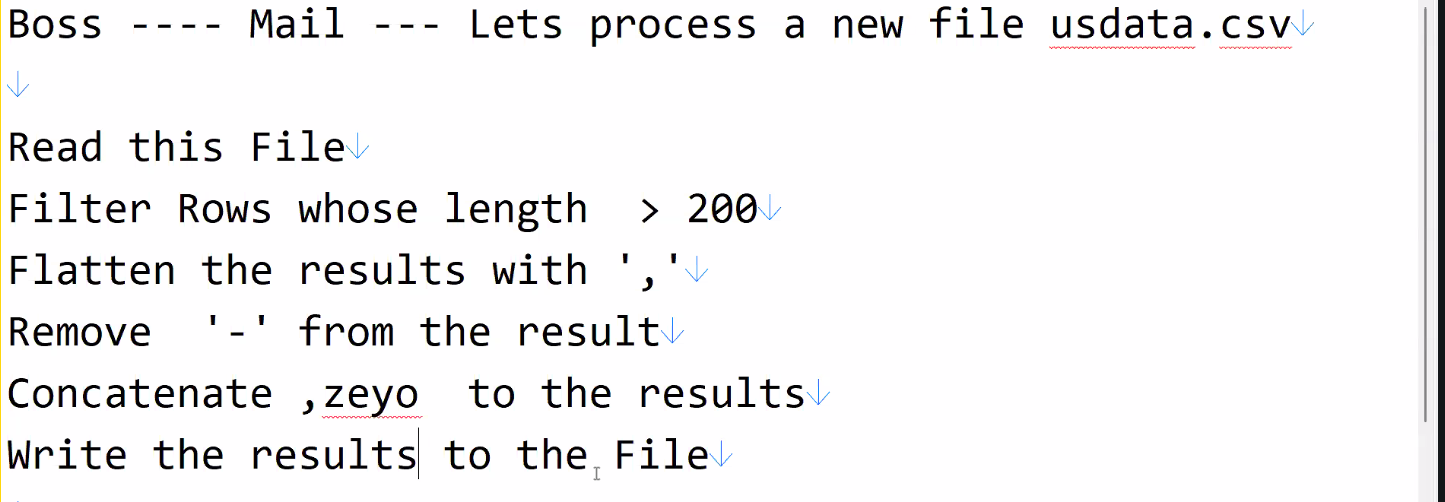 Boss ---- Mail --- Lets process a new file usdata.csv
Read this File
Filter Rows whose length  > 200
Flatten the results with ','
Remove  '-' from the result
Concatenate ,zeyo  to the results
Write the results to the File